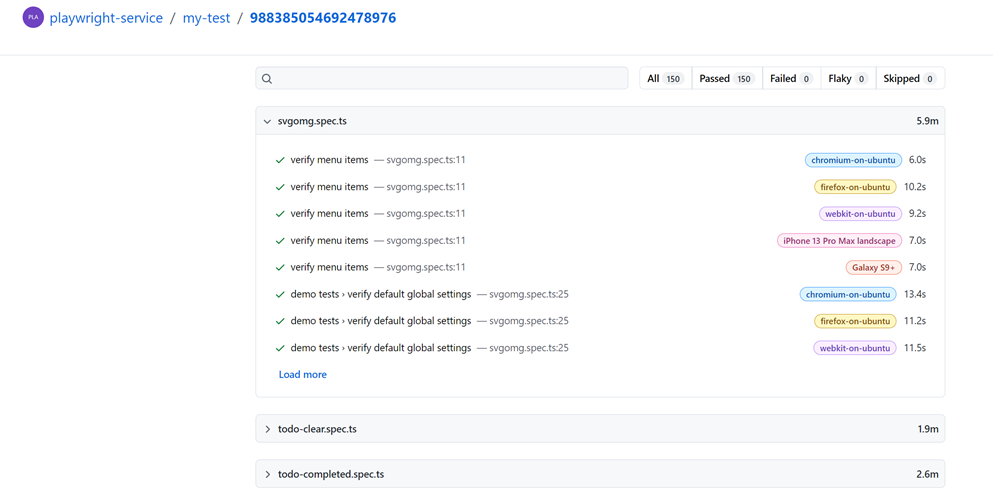 PLA playwright-service / my-test / 988385054692478976
All 150 Passed 150 Failed 0 Flaky 0 Skipped 0
svgomg.spec.ts 5.9m
verify menu items — svgomg.spec.ts:11 chromium-on-ubuntu 6.0s
verify menu items — svgomg.spec.ts:11 firefox-on-ubuntu 10.2s
verify menu items — svgomg.spec.ts:11 webkit-on-ubuntu 9.2s
verify menu items — svgomg.spec.ts:11 iPhone 13 Pro Max landscape 7.0s
verify menu items — svgomg.spec.ts:11 Galaxy S9+ 7.0s
demo tests › verify default global settings — svgomg.spec.ts:25 chromium-on-ubuntu 13.4s
demo tests › verify default global settings — svgomg.spec.ts:25 firefox-on-ubuntu 11.2s
demo tests › verify default global settings — svgomg.spec.ts:25 webkit-on-ubuntu 11.5s
Load more
todo-clear.spec.ts 1.9m
todo-completed.spec.ts 2.6m